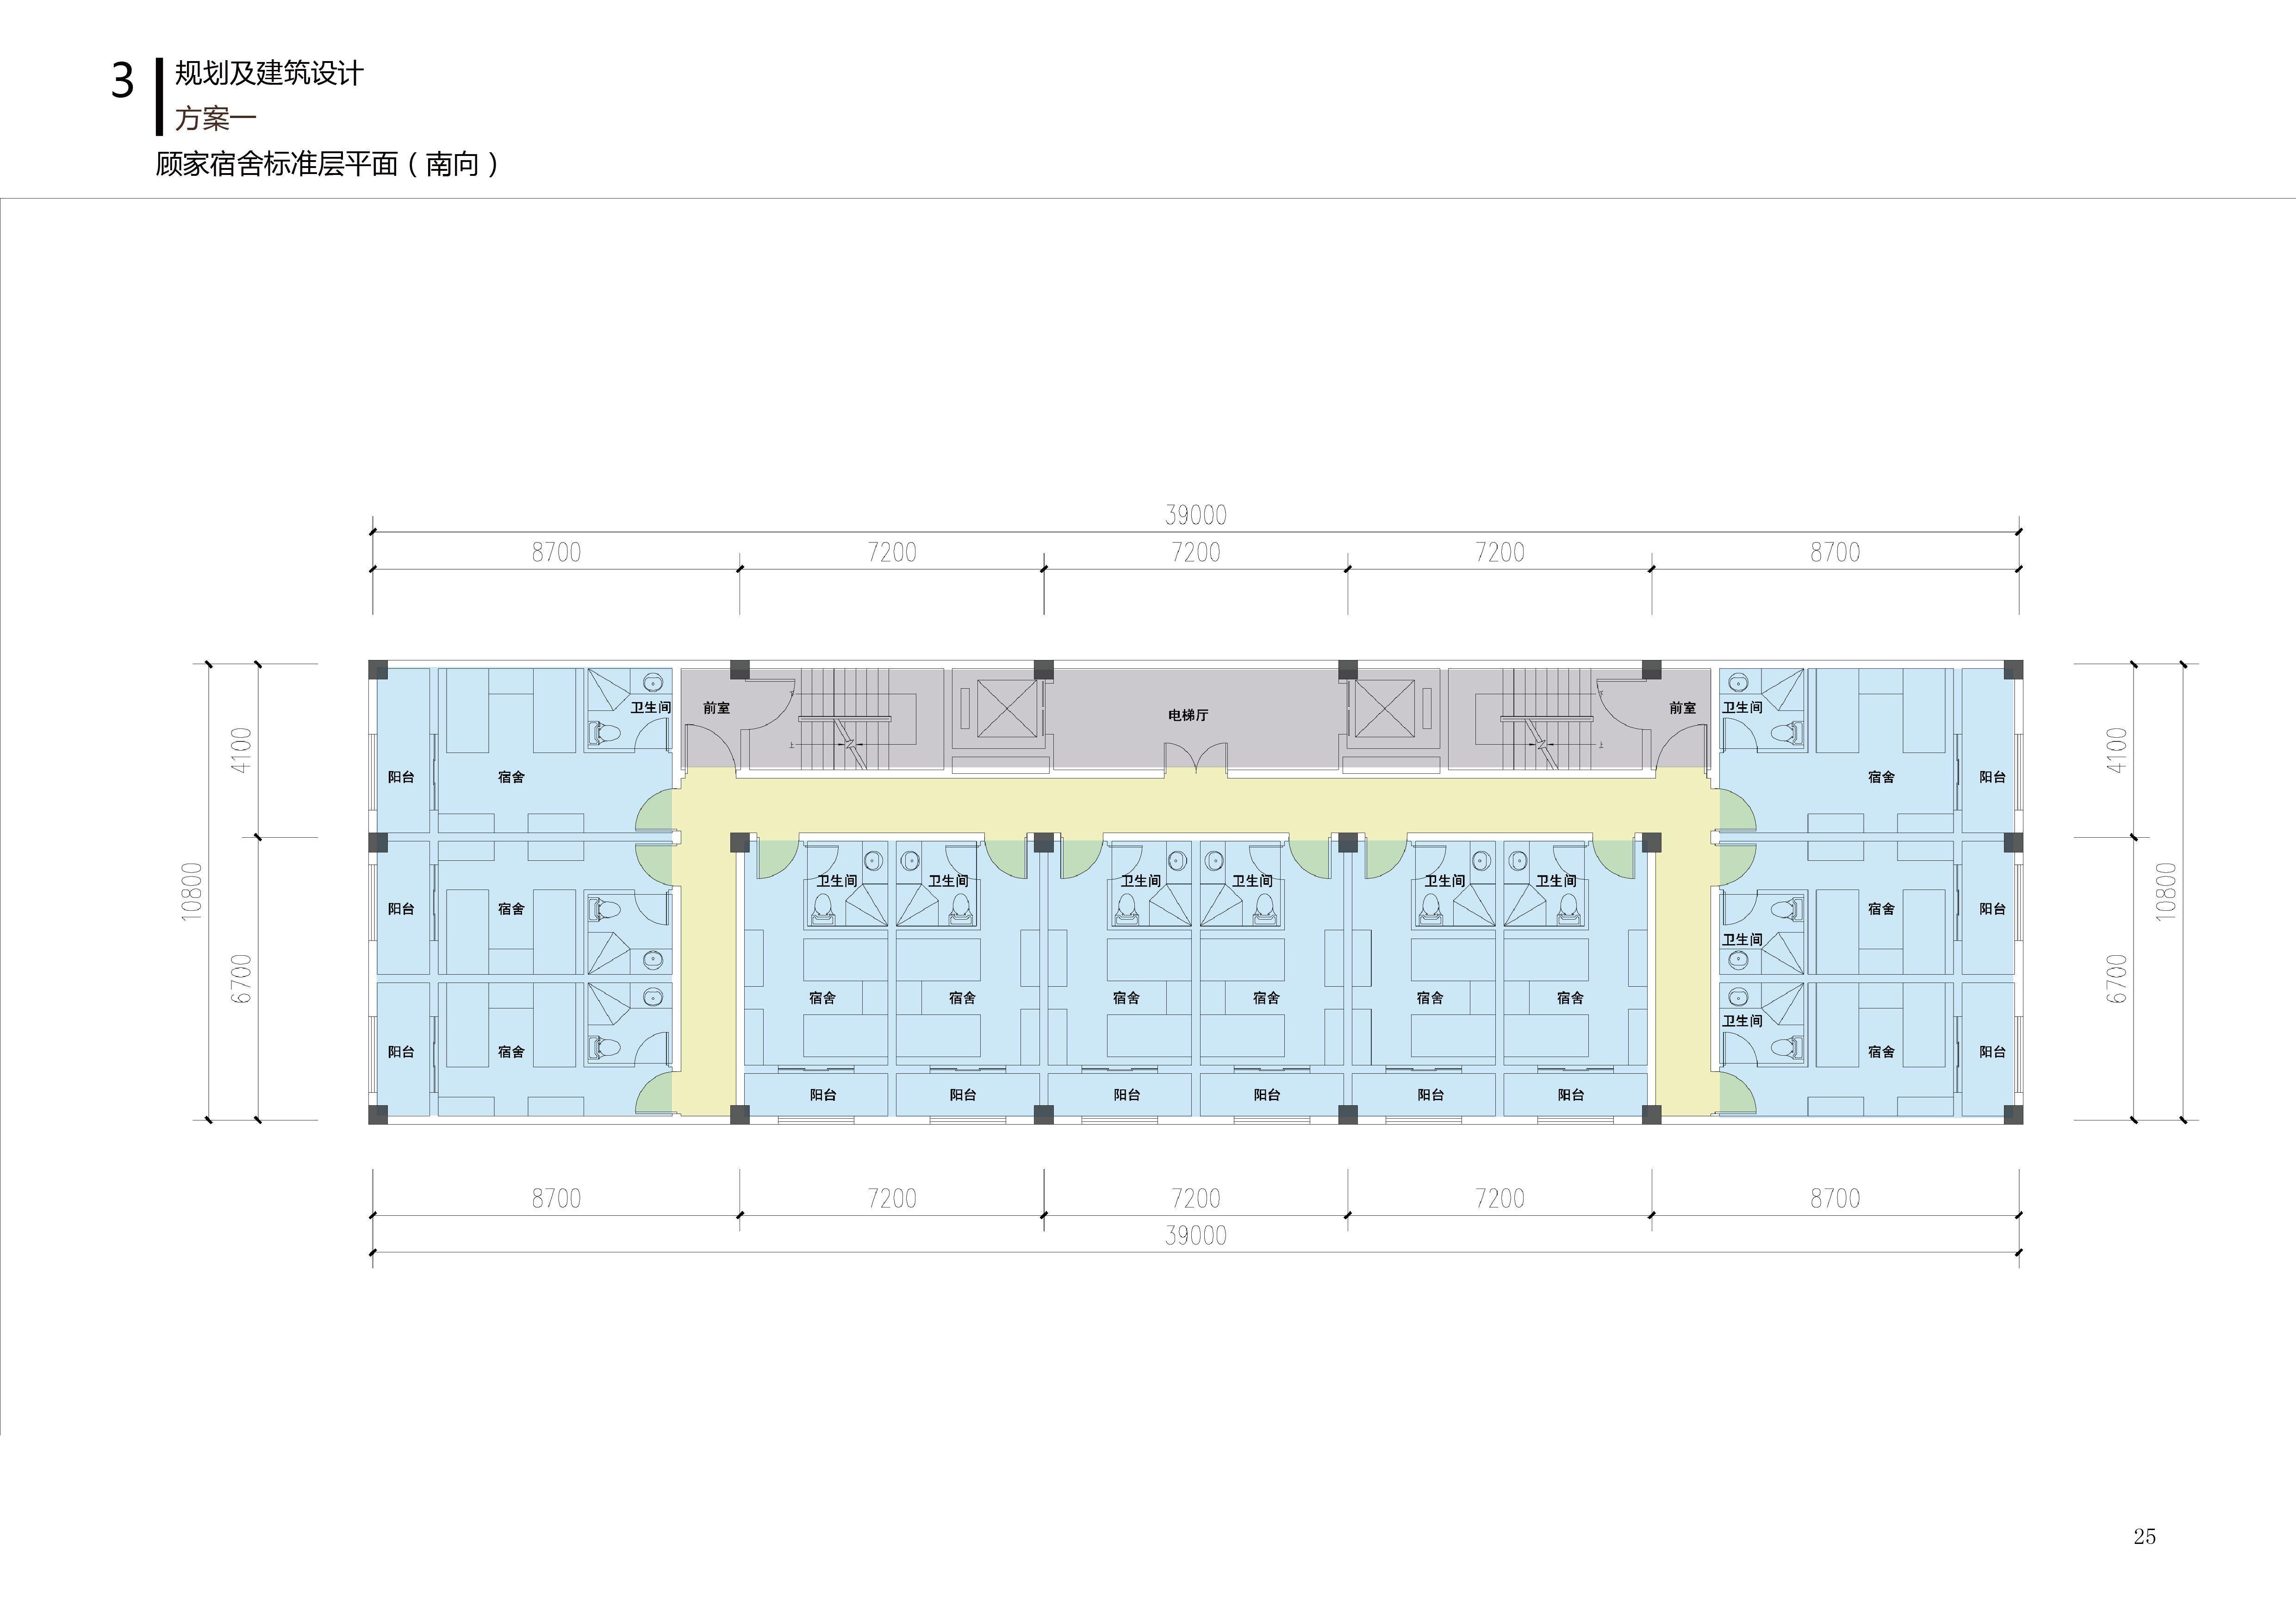 3
规划及建筑设计
方案一
顾家宿舍标准层平面（南向）
39000
8700 7200 7200 7200 8700
10800
4100
6700
4100
6700
10800
卫生间 前室 电梯厅 前室 卫生间
上 上
阳台 宿舍 宿舍 阳台
卫生间 卫生间 卫生间 卫生间 卫生间 卫生间
阳台 宿舍 宿舍 阳台
卫生间
宿舍 宿舍 宿舍 宿舍 宿舍 宿舍
卫生间
阳台 宿舍 宿舍 阳台
阳台 阳台 阳台 阳台 阳台 阳台
8700 7200 7200 7200 8700
39000
25